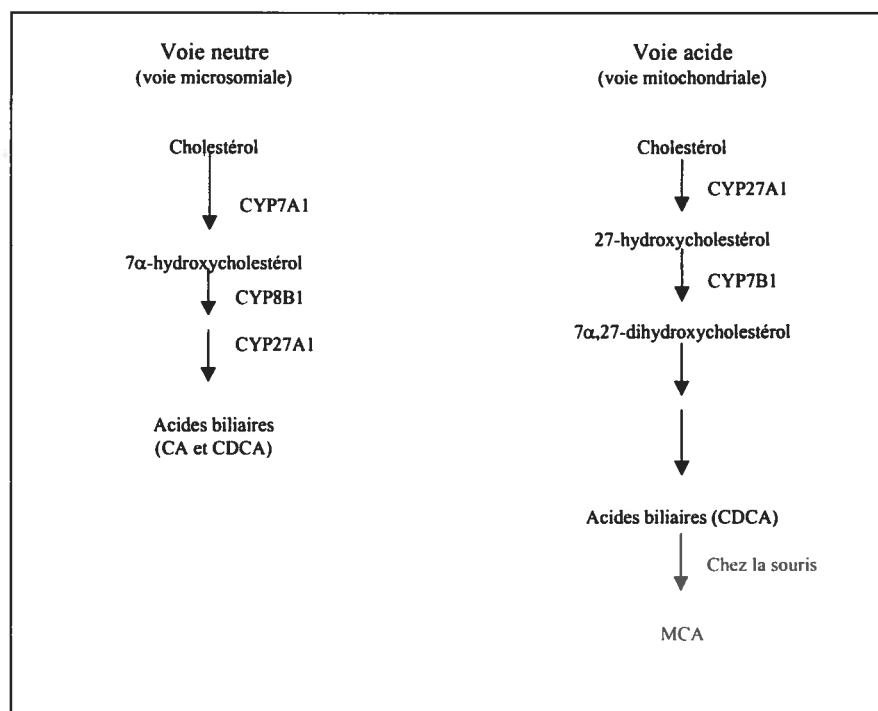 Voie neutre
(voie microsomiale)
Cholestérol
CYP7A1
7α-hydroxycholestérol
CYP8B1
CYP27A1
Acides biliaires
(CA et CDCA)
Voie acide
(voie mitochondriale)
Cholestérol
CYP27A1
27-hydroxycholestérol
CYP7B1
7α,27-dihydroxycholestérol
Acides biliaires (CDCA)
Chez la souris
MCA